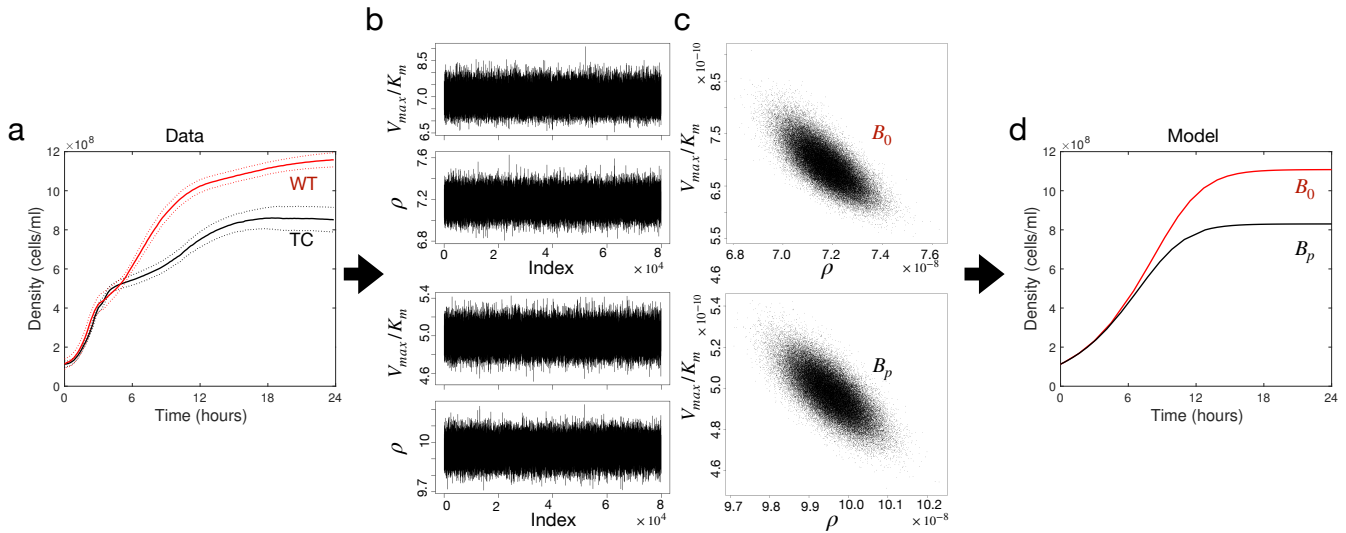 a
Data
× 10⁸
12
10
8
6
4
2
0
Density (cells/ml)
WT
TC
0 6 12 18 24
Time (hours)
b
V_max/K_m
8.5
7.0
6.5
ρ
7.6
7.2
6.8
0 2 4 6 80
Index
× 10⁴
V_max/K_m
5.4
5.0
4.6
ρ
10
9.7
0 2 4 6 80
Index
× 10⁴
c
× 10⁻¹⁰
V_max/K_m
8.5
7.5
6.5
5.5
B₀
6.8 7.0 7.2 7.4 7.6
ρ
× 10⁻⁸
4.6
× 10⁻¹⁰
V_max/K_m
5.4
5.2
5.0
4.8
4.6
B_p
9.7 9.8 9.9 10.0 10.1 10.2
ρ
× 10⁻⁸
d
Model
× 10⁸
12
10
8
6
4
2
0
Density (cells/ml)
B₀
B_p
0 6 12 18 24
Time (hours)